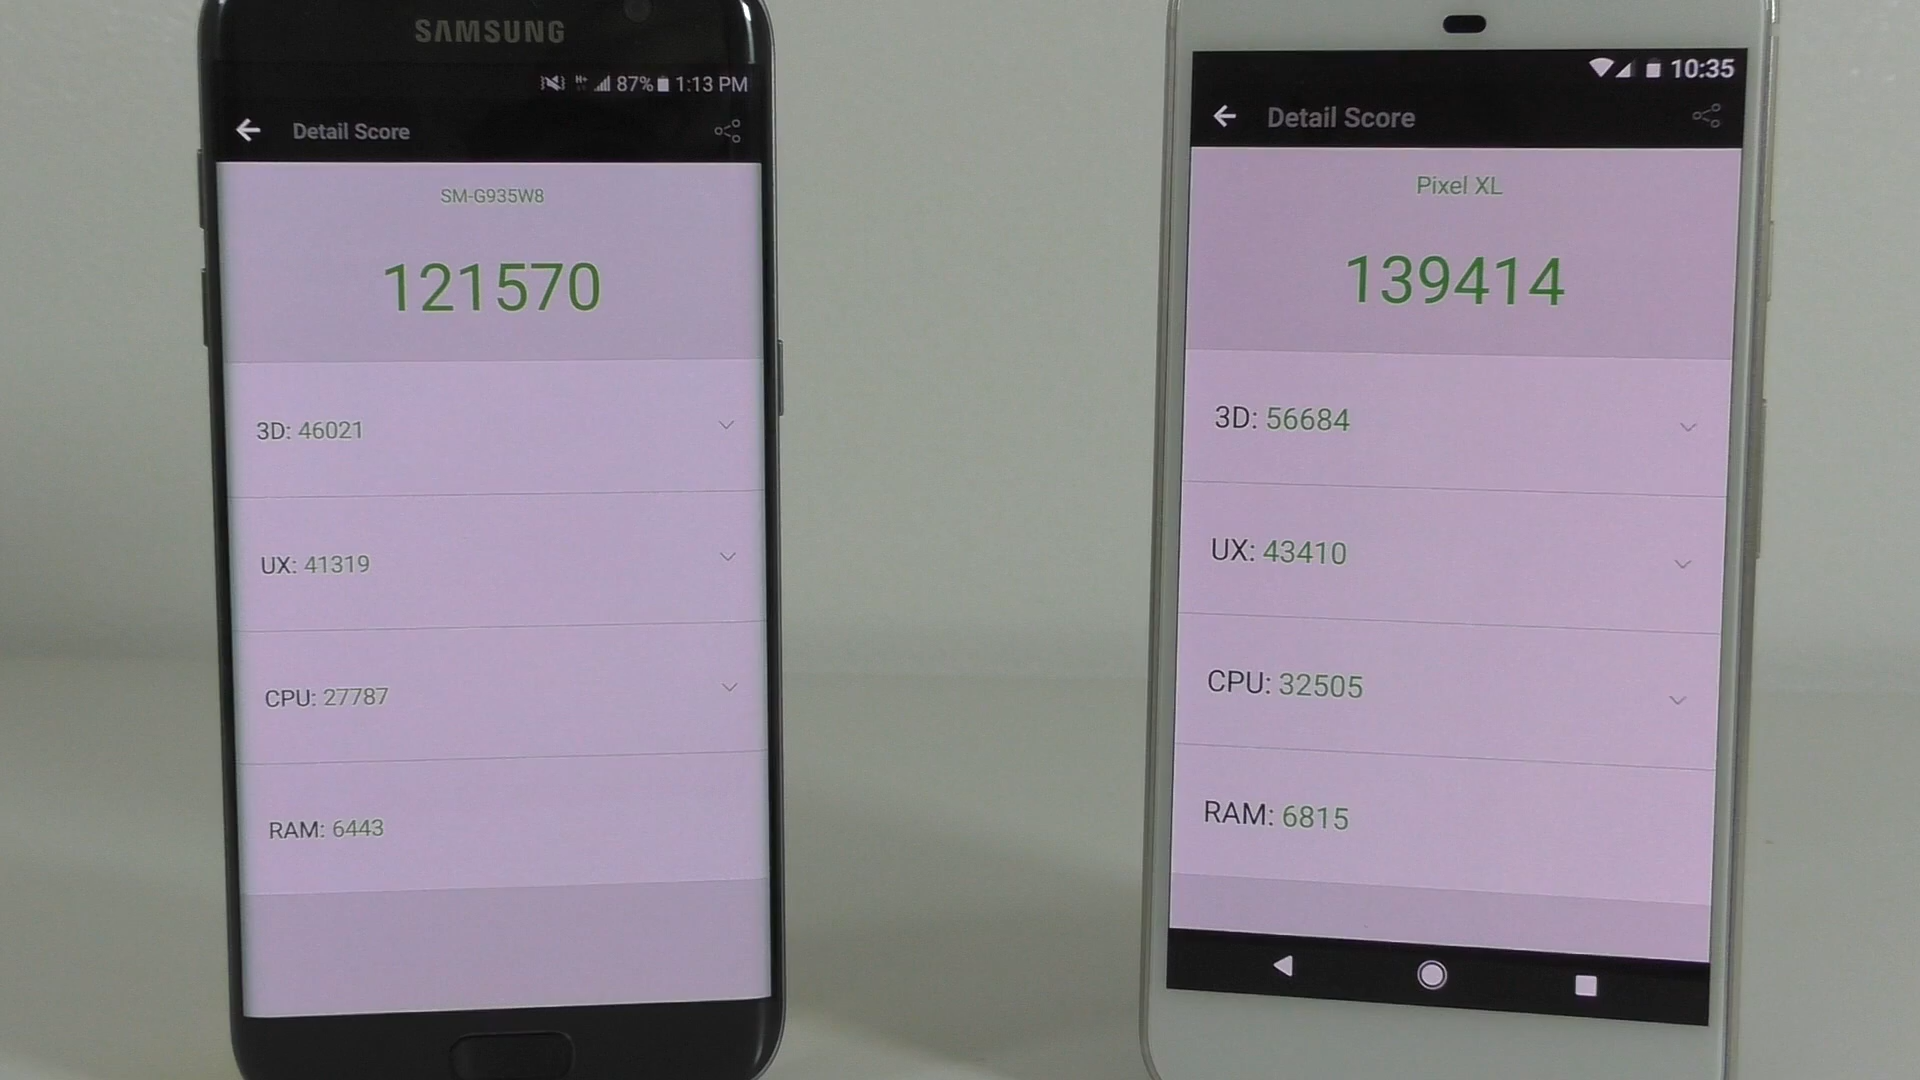 SAMSUNG
H+ 87% 1:13 PM
Detail Score
SM-G935W8
121570
3D: 46021
UX: 41319
CPU: 27787
RAM: 6443
10:35
Detail Score
Pixel XL
139414
3D: 56684
UX: 43410
CPU: 32505
RAM: 6815